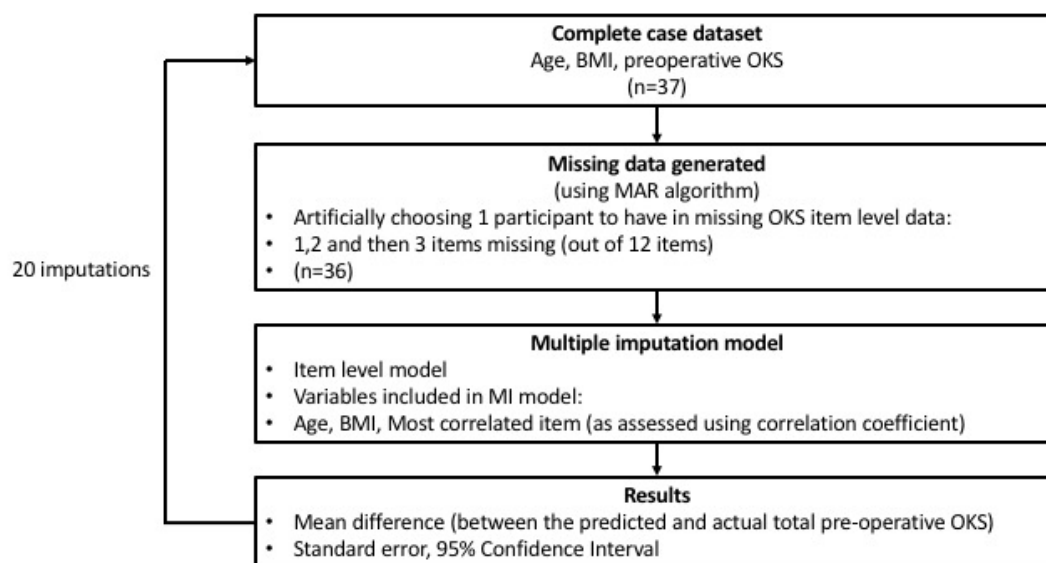 Complete case dataset
Age, BMI, preoperative OKS
(n=37)
Missing data generated
(using MAR algorithm)
• Artificially choosing 1 participant to have in missing OKS item level data:
• 1,2 and then 3 items missing (out of 12 items)
• (n=36)
20 imputations
Multiple imputation model
• Item level model
• Variables included in MI model:
• Age, BMI, Most correlated item (as assessed using correlation coefficient)
Results
• Mean difference (between the predicted and actual total pre-operative OKS)
• Standard error, 95% Confidence Interval